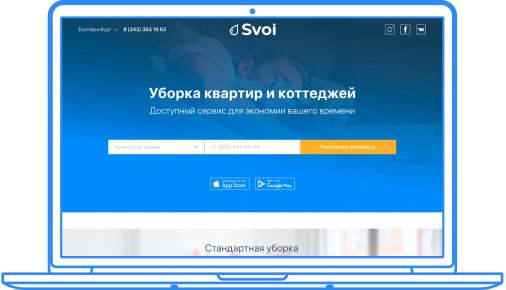 Екатеринбург
8 (343) 363 16 63
Svoi
Уборка квартир и коттеджей
Доступный сервис для экономии вашего времени
Количество комнат
+7 (XXX) XXX-XX-XX
Рассчитать стоимость
Download on the
App Store
GET IT ON
Google Play
Стандартная уборка